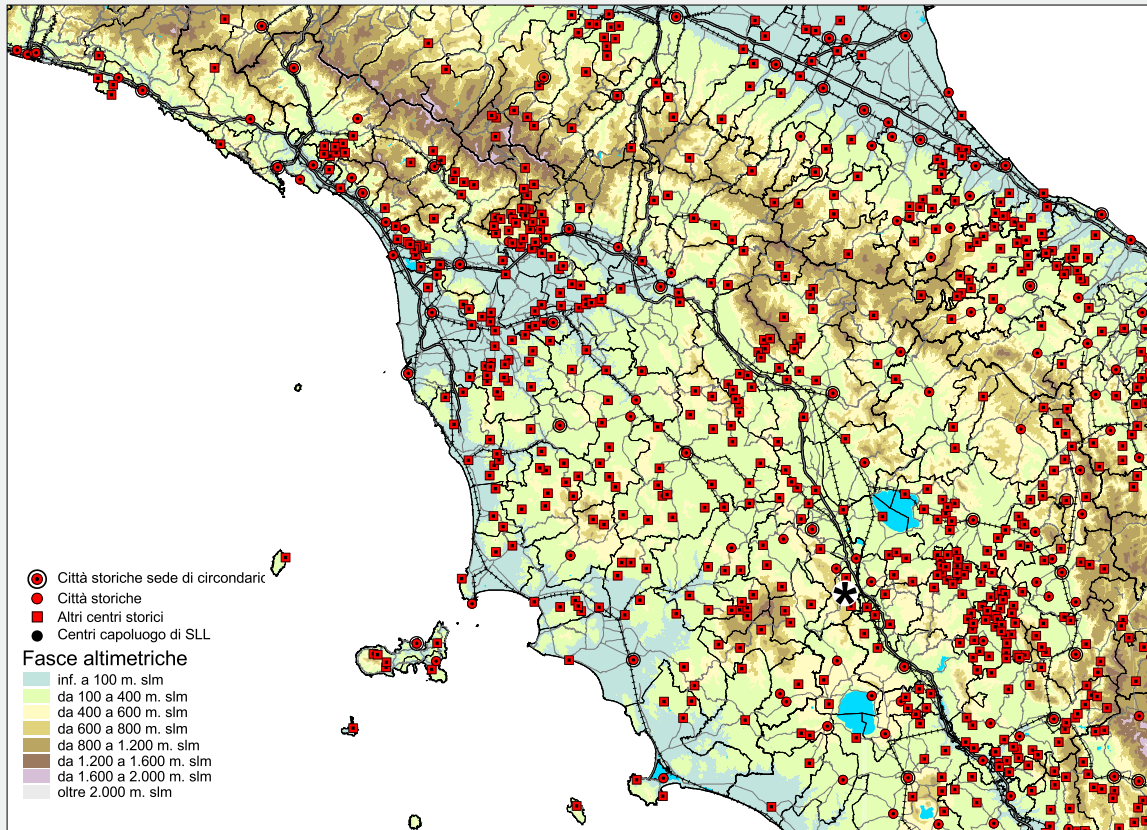 Città storiche sede di circondaric
Città storiche
Altri centri storici
Centri capoluogo di SLL
Fasce altimetriche
inf. a 100 m. slm
da 100 a 400 m. slm
da 400 a 600 m. slm
da 600 a 800 m. slm
da 800 a 1.200 m. slm
da 1.200 a 1.600 m. slm
da 1.600 a 2.000 m. slm
oltre 2.000 m. slm
*